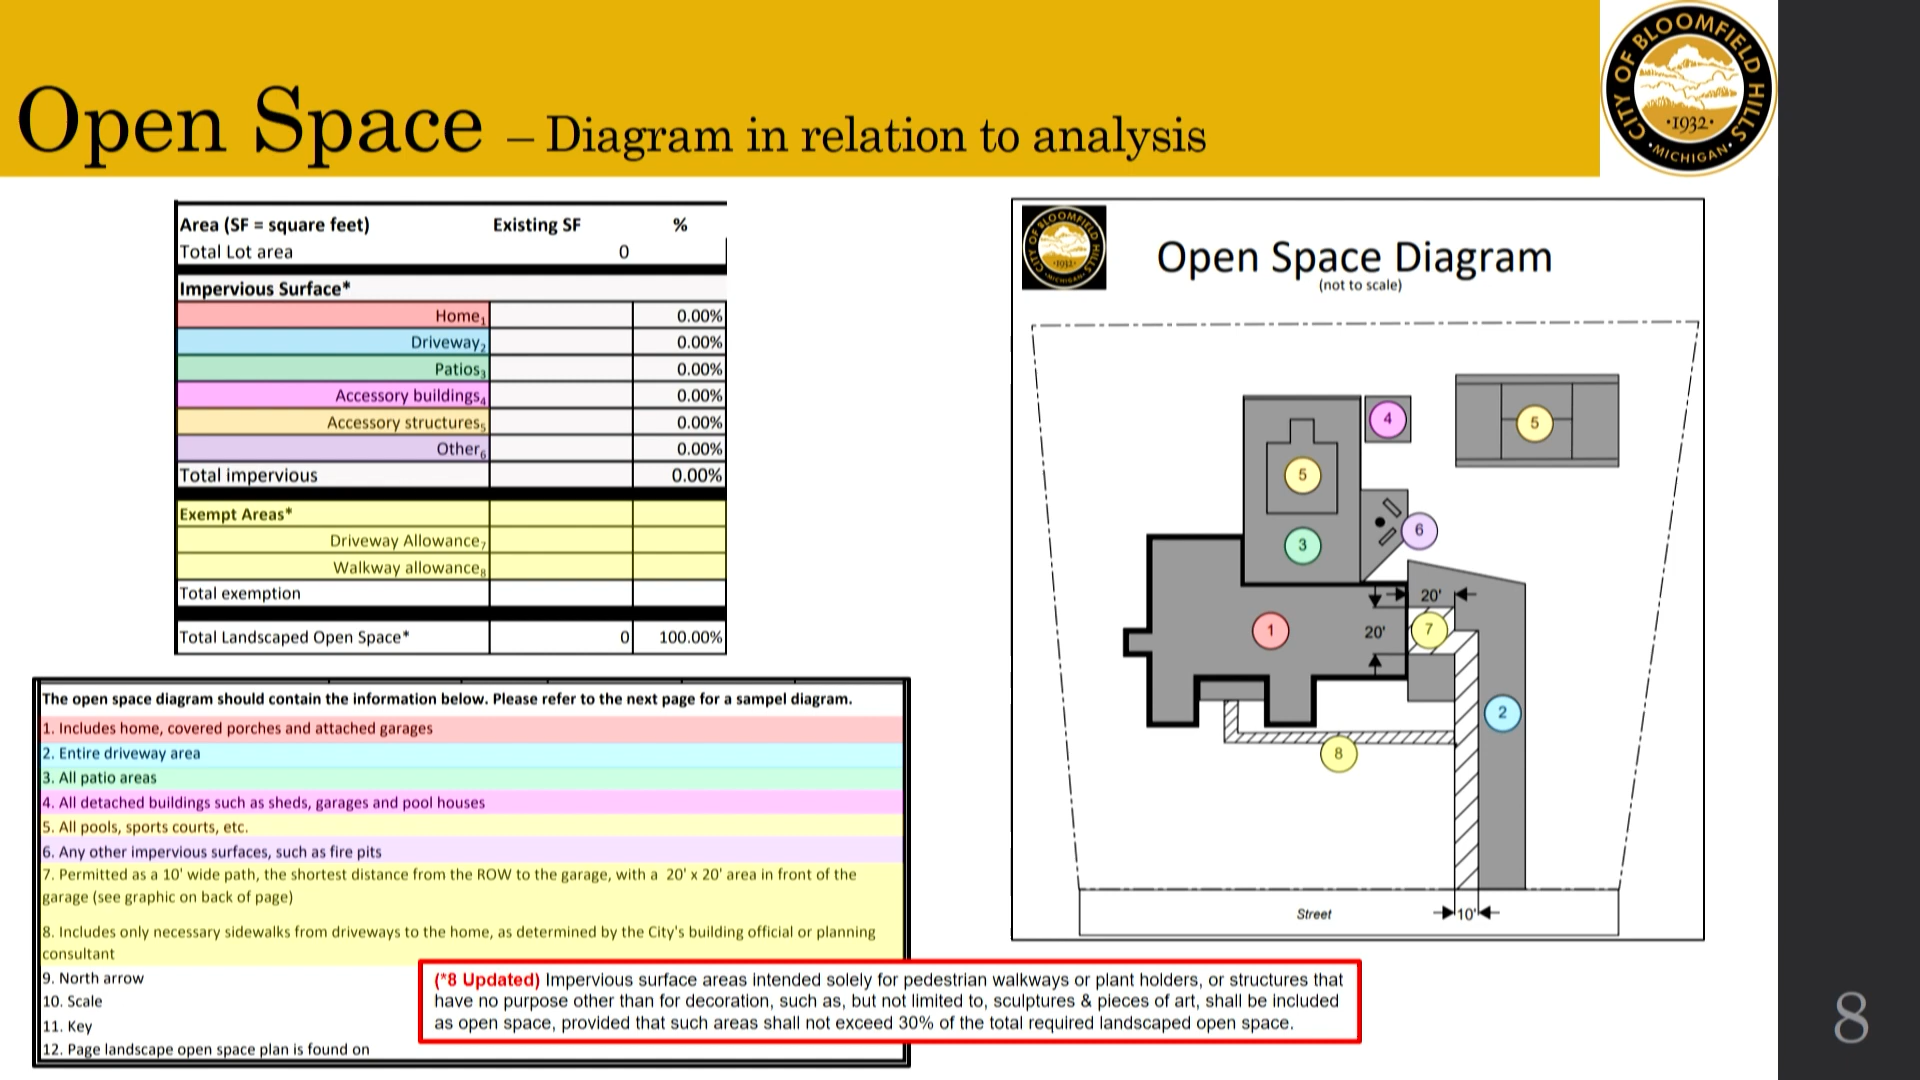 Open Space – Diagram in relation to analysis
CITY OF BLOOMFIELD HILLS
•1932•
•MICHIGAN•
Area (SF = square feet) Existing SF %
Total Lot area 0
Impervious Surface*
Home1 0.00%
Driveway2 0.00%
Patios3 0.00%
Accessory buildings4 0.00%
Accessory structures5 0.00%
Other6 0.00%
Total impervious 0.00%
Exempt Areas*
Driveway Allowance7
Walkway allowance8
Total exemption
Total Landscaped Open Space* 0 100.00%
The open space diagram should contain the information below. Please refer to the next page for a sampel diagram.
1. Includes home, covered porches and attached garages
2. Entire driveway area
3. All patio areas
4. All detached buildings such as sheds, garages and pool houses
5. All pools, sports courts, etc.
6. Any other impervious surfaces, such as fire pits
7. Permitted as a 10' wide path, the shortest distance from the ROW to the garage, with a 20' x 20' area in front of the
garage (see graphic on back of page)
8. Includes only necessary sidewalks from driveways to the home, as determined by the City's building official or planning
consultant
9. North arrow
10. Scale
11. Key
12. Page landscape open space plan is found on
(*8 Updated) Impervious surface areas intended solely for pedestrian walkways or plant holders, or structures that
have no purpose other than for decoration, such as, but not limited to, sculptures & pieces of art, shall be included
as open space, provided that such areas shall not exceed 30% of the total required landscaped open space.
CITY OF BLOOMFIELD HILLS
•1932•
•MICHIGAN•
Open Space Diagram
(not to scale)
4
5
5
6
3
20'
1
20'
7
2
8
Street
10'
8